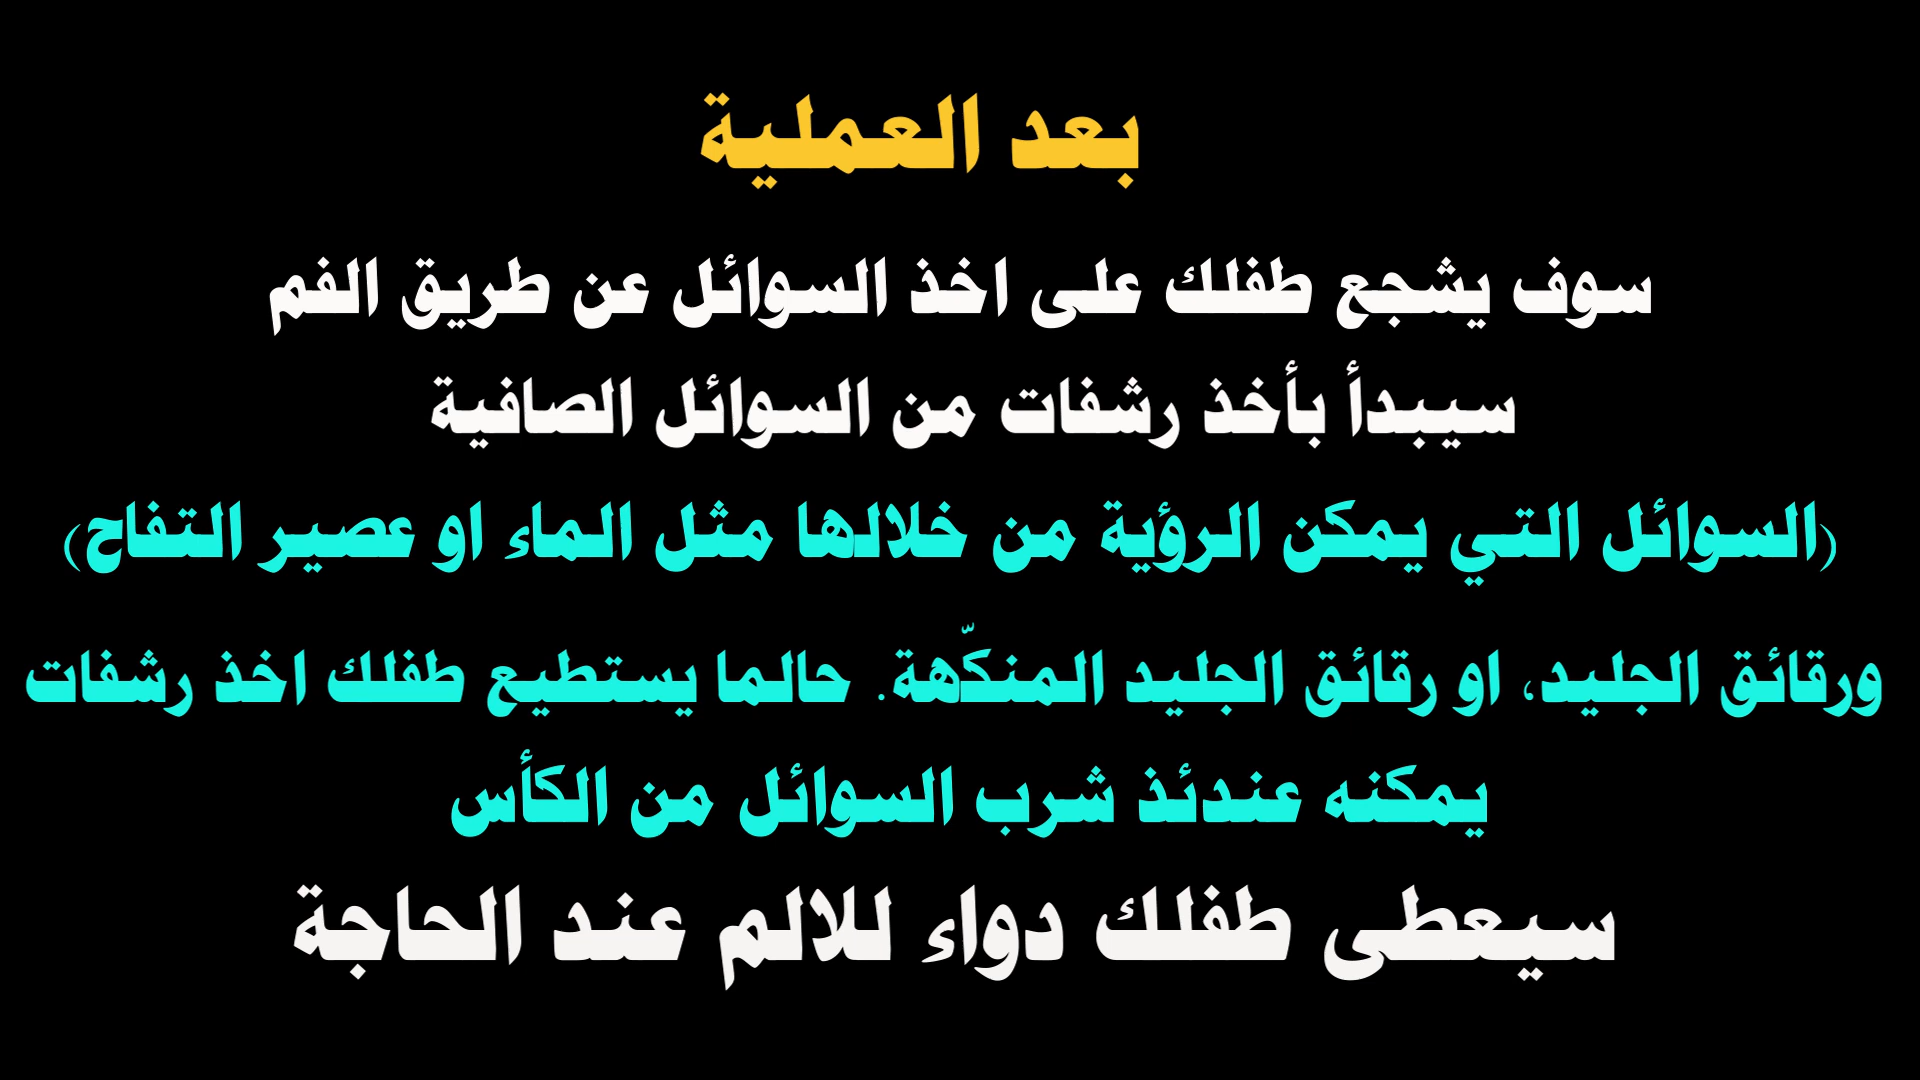 بعد العملية
سوف يشجع طفلك على اخذ السوائل عن طريق الفم
سيبدأ بأخذ رشفات من السوائل الصافية
(السوائل التي يمكن الرؤية من خلالها مثل الماء او عصير التفاح)
ورقائق الجليد، او رقائق الجليد المنكّهة. حالما يستطيع طفلك اخذ رشفات
يمكنه عندئذ شرب السوائل من الكأس
سيعطى طفلك دواء للالم عند الحاجة